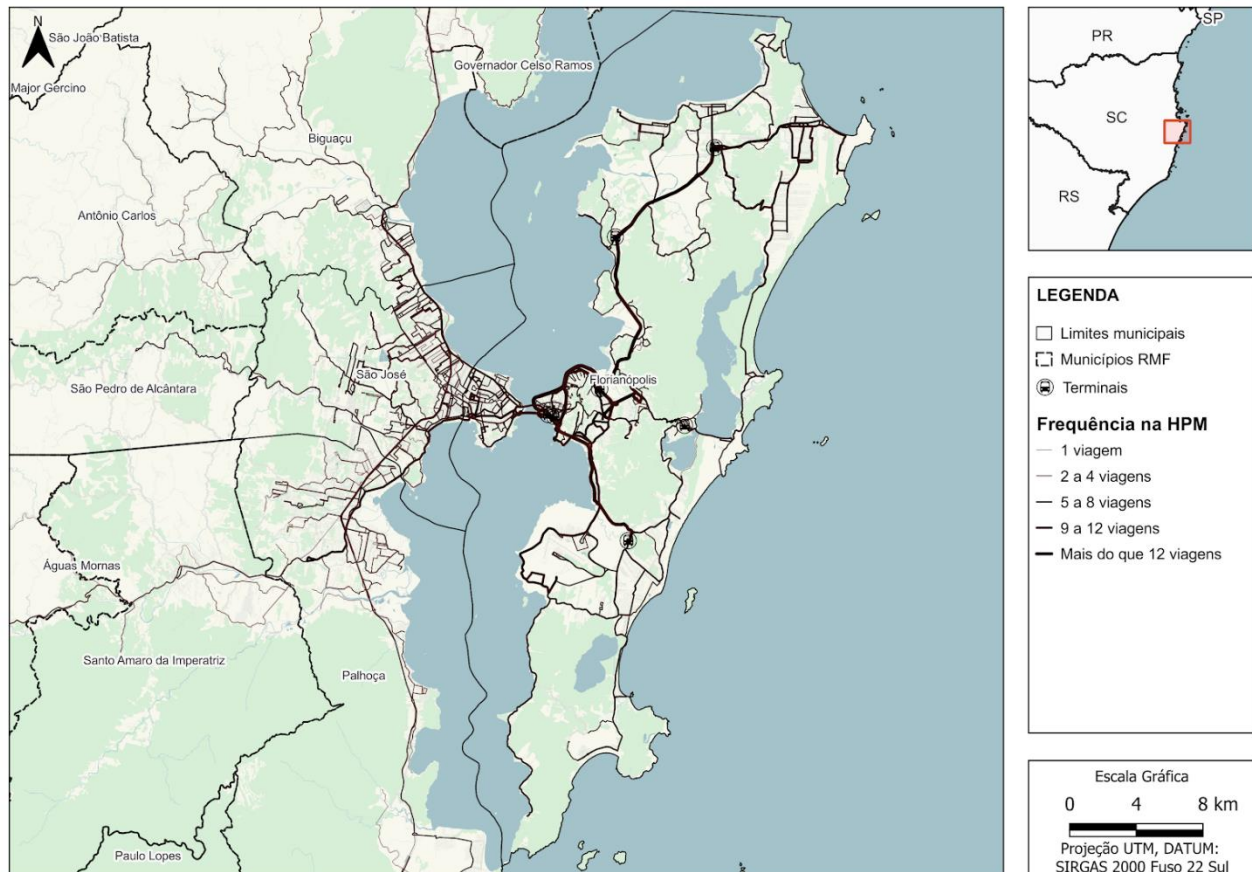 N
São João Batista
Major Gercino
Governador Celso Ramos
Biguaçu
Antônio Carlos
São Pedro de Alcântara
São José
Florianópolis
Águas Mornas
Santo Amaro da Imperatriz
Palhoça
Paulo Lopes
SP
PR
SC
RS
LEGENDA
Limites municipais
Municípios RMF
Terminais
Frequência na HPM
1 viagem
2 a 4 viagens
5 a 8 viagens
9 a 12 viagens
Mais do que 12 viagens
Escala Gráfica
0 4 8 km
Projeção UTM, DATUM:
SIRGAS 2000 Fuso 22 Sul